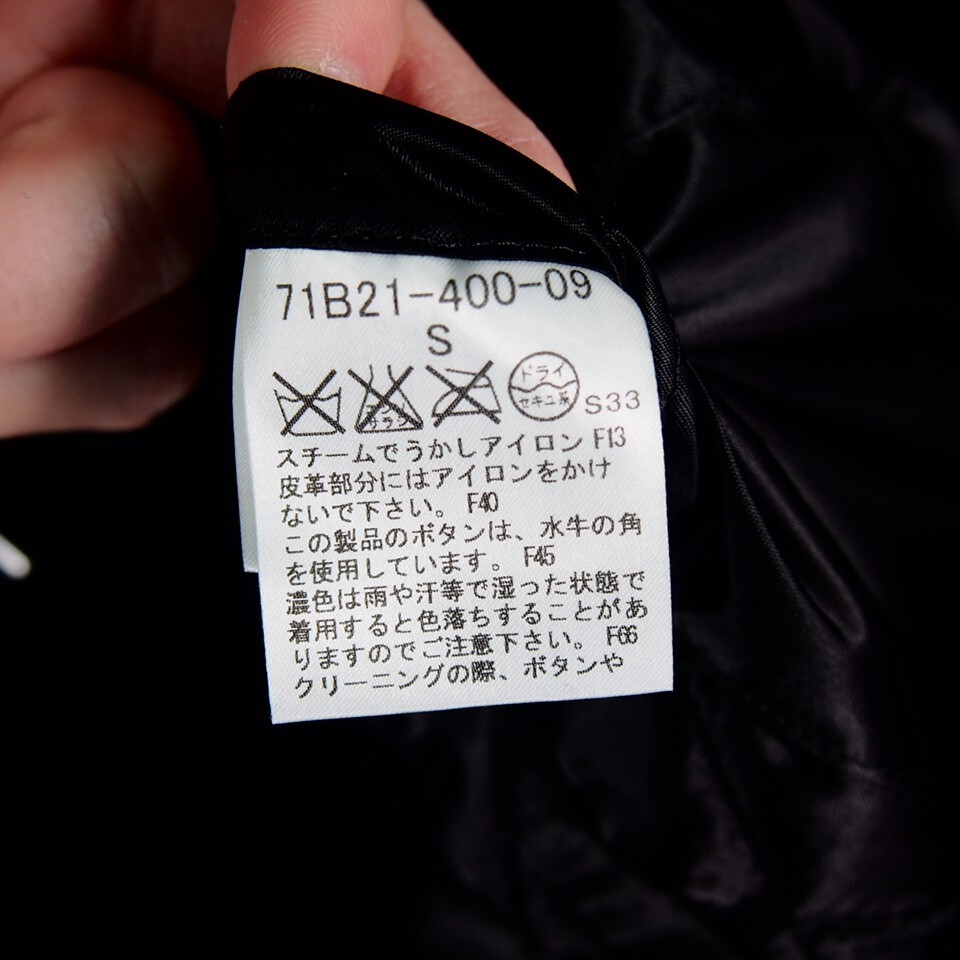 71B21-400-09
S
エンソ
サラシ
ドライ
セキユ系
S33
スチームでうかしアイロン F13
皮革部分にはアイロンをかけ
ないで下さい。 F40
この製品のボタンは、水牛の角
を使用しています。 F45
濃色は雨や汗等で湿った状態で
着用すると色落ちすることがあ
りますのでご注意下さい。 F66
クリーニングの際、ボタンや